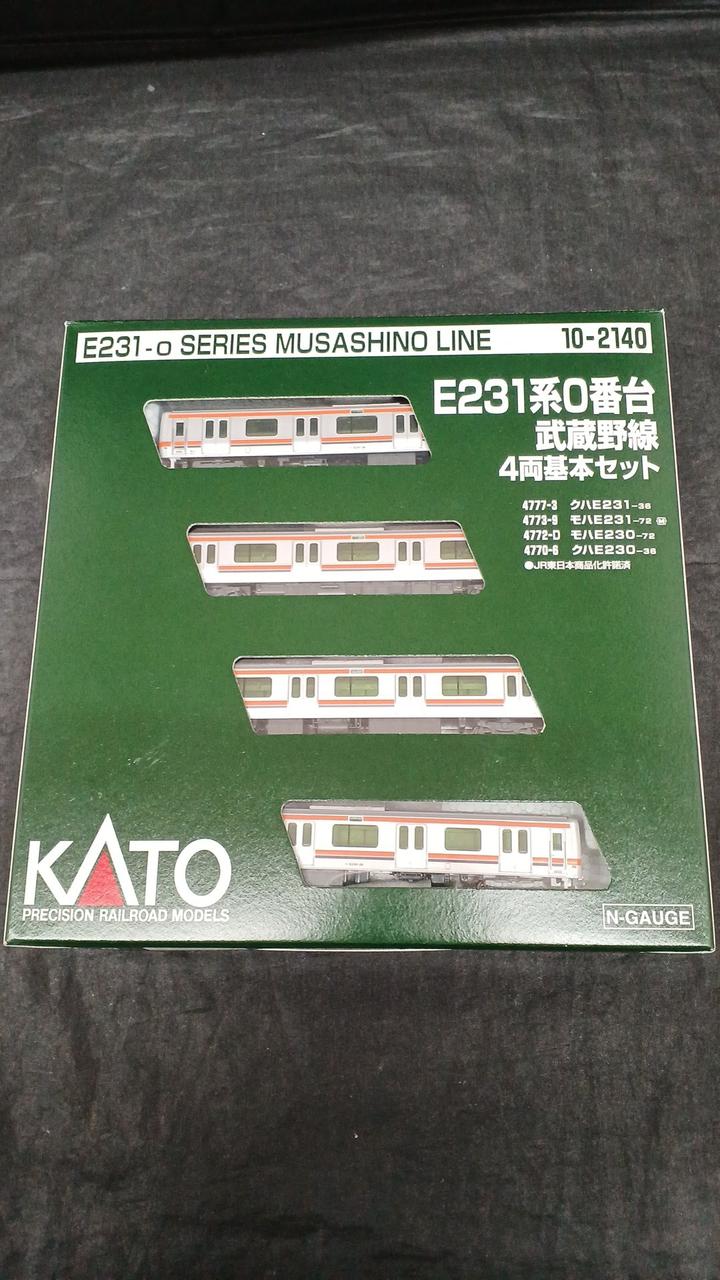 E231-0 SERIES MUSASHINO LINE 10-2140
E231系0番台
武蔵野線
4両基本セット
4777-3 クハE231-36
4773-9 モハE231-72 M
4772-D モハE230-72
4770-6 クハE230-36
●JR東日本商品化許諾済
KATO
PRECISION RAILROAD MODELS
N-GAUGE